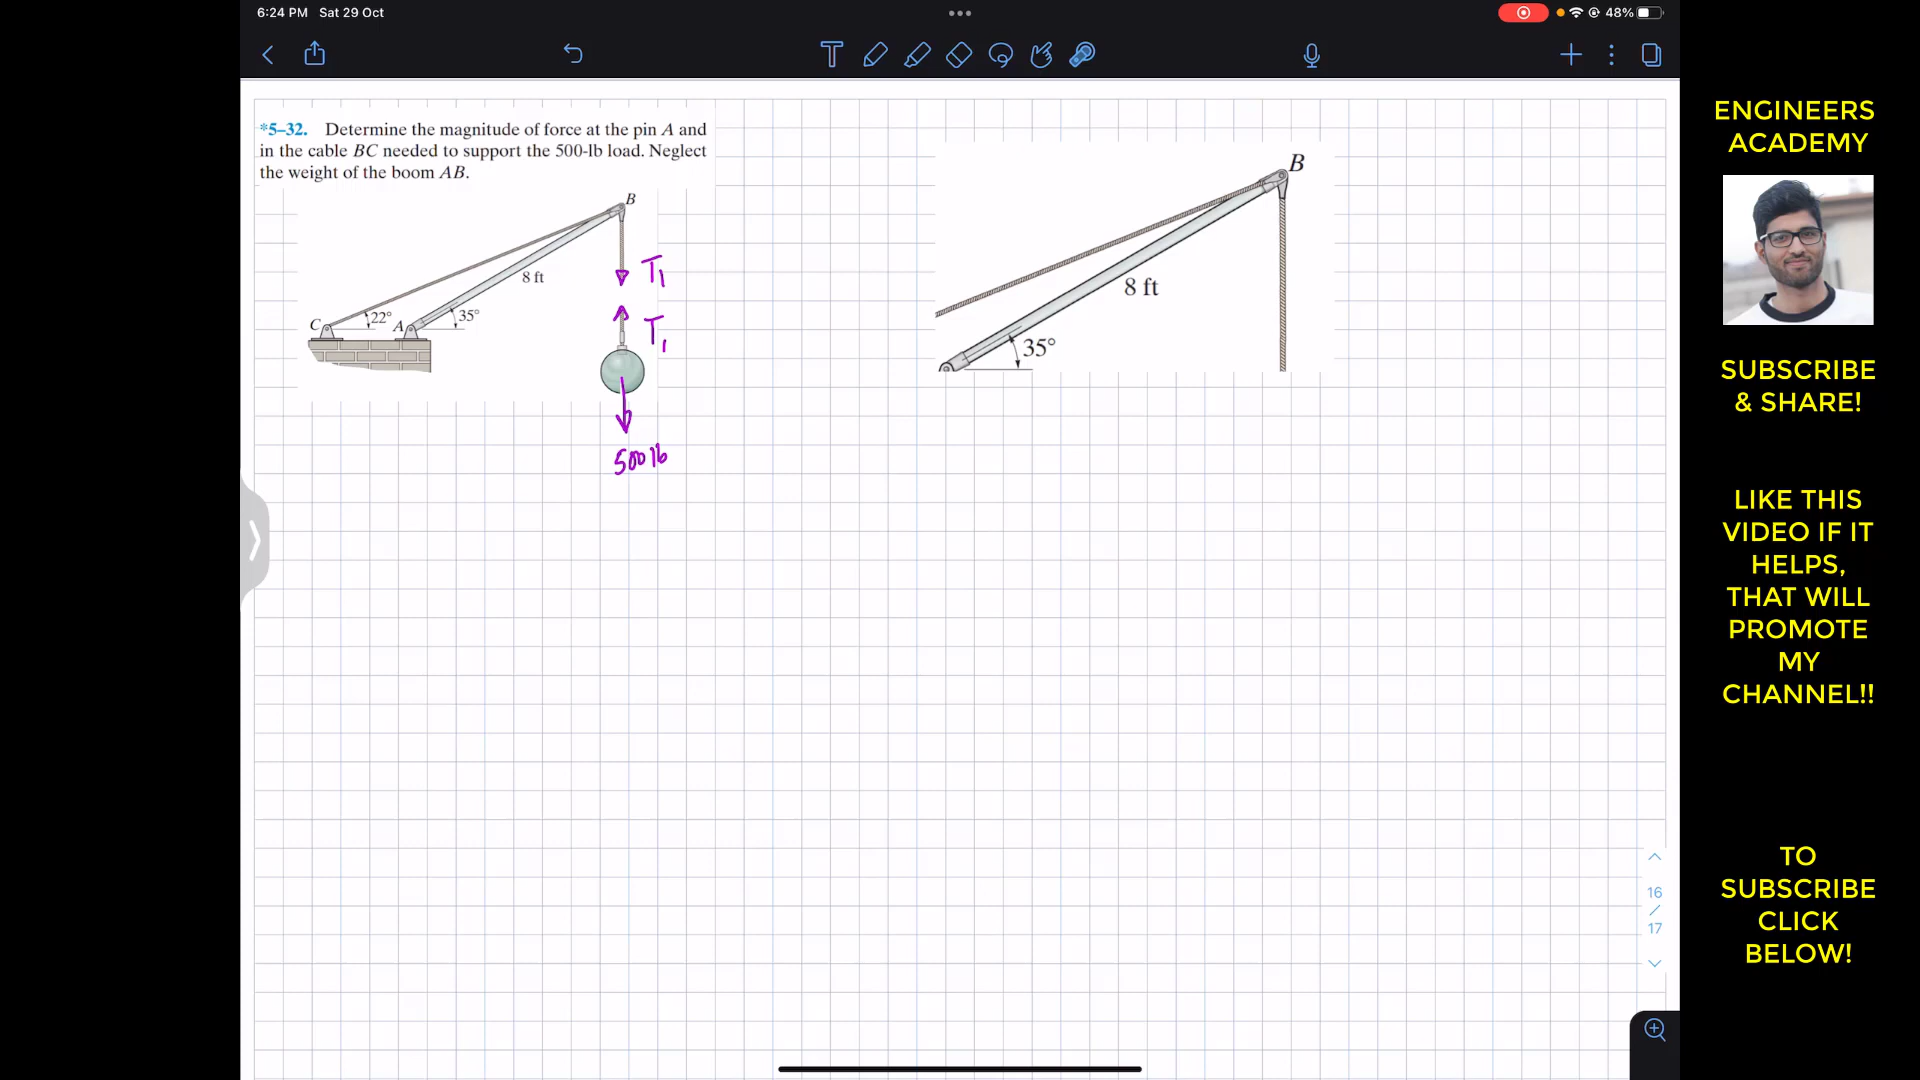 6:24 PM Sat 29 Oct
48%
*5–32. Determine the magnitude of force at the pin A and
in the cable BC needed to support the 500-lb load. Neglect
the weight of the boom AB.
B
8 ft
C
22°
A
35°
T1
T1
500 lb
B
8 ft
35°
16
/
17
ENGINEERS
ACADEMY
SUBSCRIBE
& SHARE!
LIKE THIS
VIDEO IF IT
HELPS,
THAT WILL
PROMOTE
MY
CHANNEL!!
TO
SUBSCRIBE
CLICK
BELOW!